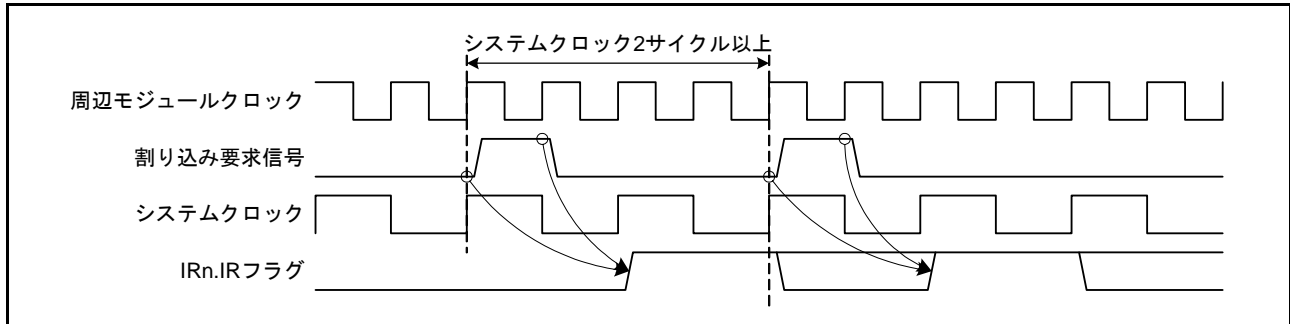 システムクロック2サイクル以上
周辺モジュールクロック
割り込み要求信号
システムクロック
IRn.IRフラグ